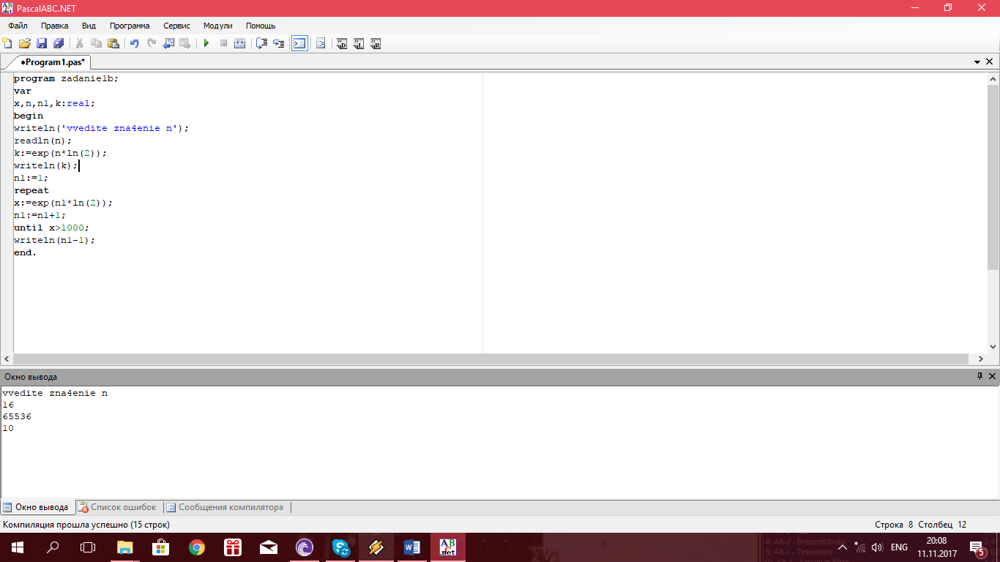 PascalABC.NET
Файл Правка Вид Программа Сервис Модули Помощь
•Program1.pas*
program zadanie1b;
var
x,n,n1,k:real;
begin
writeln('vvedite zna4enie n');
readln(n);
k:=exp(n*ln(2));
writeln(k);
n1:=1;
repeat
x:=exp(n1*ln(2));
n1:=n1+1;
until x>1000;
writeln(n1-1);
end.
Окно вывода
vvedite zna4enie n
16
65536
10
Окно вывода Список ошибок Сообщения компилятора
Компиляция прошла успешно (15 строк) Строка 8 Столбец 12
8. Alt-J - Breezeblocks
9. Alt-J - Tessellate
ENG
20:08
11.11.2017
5